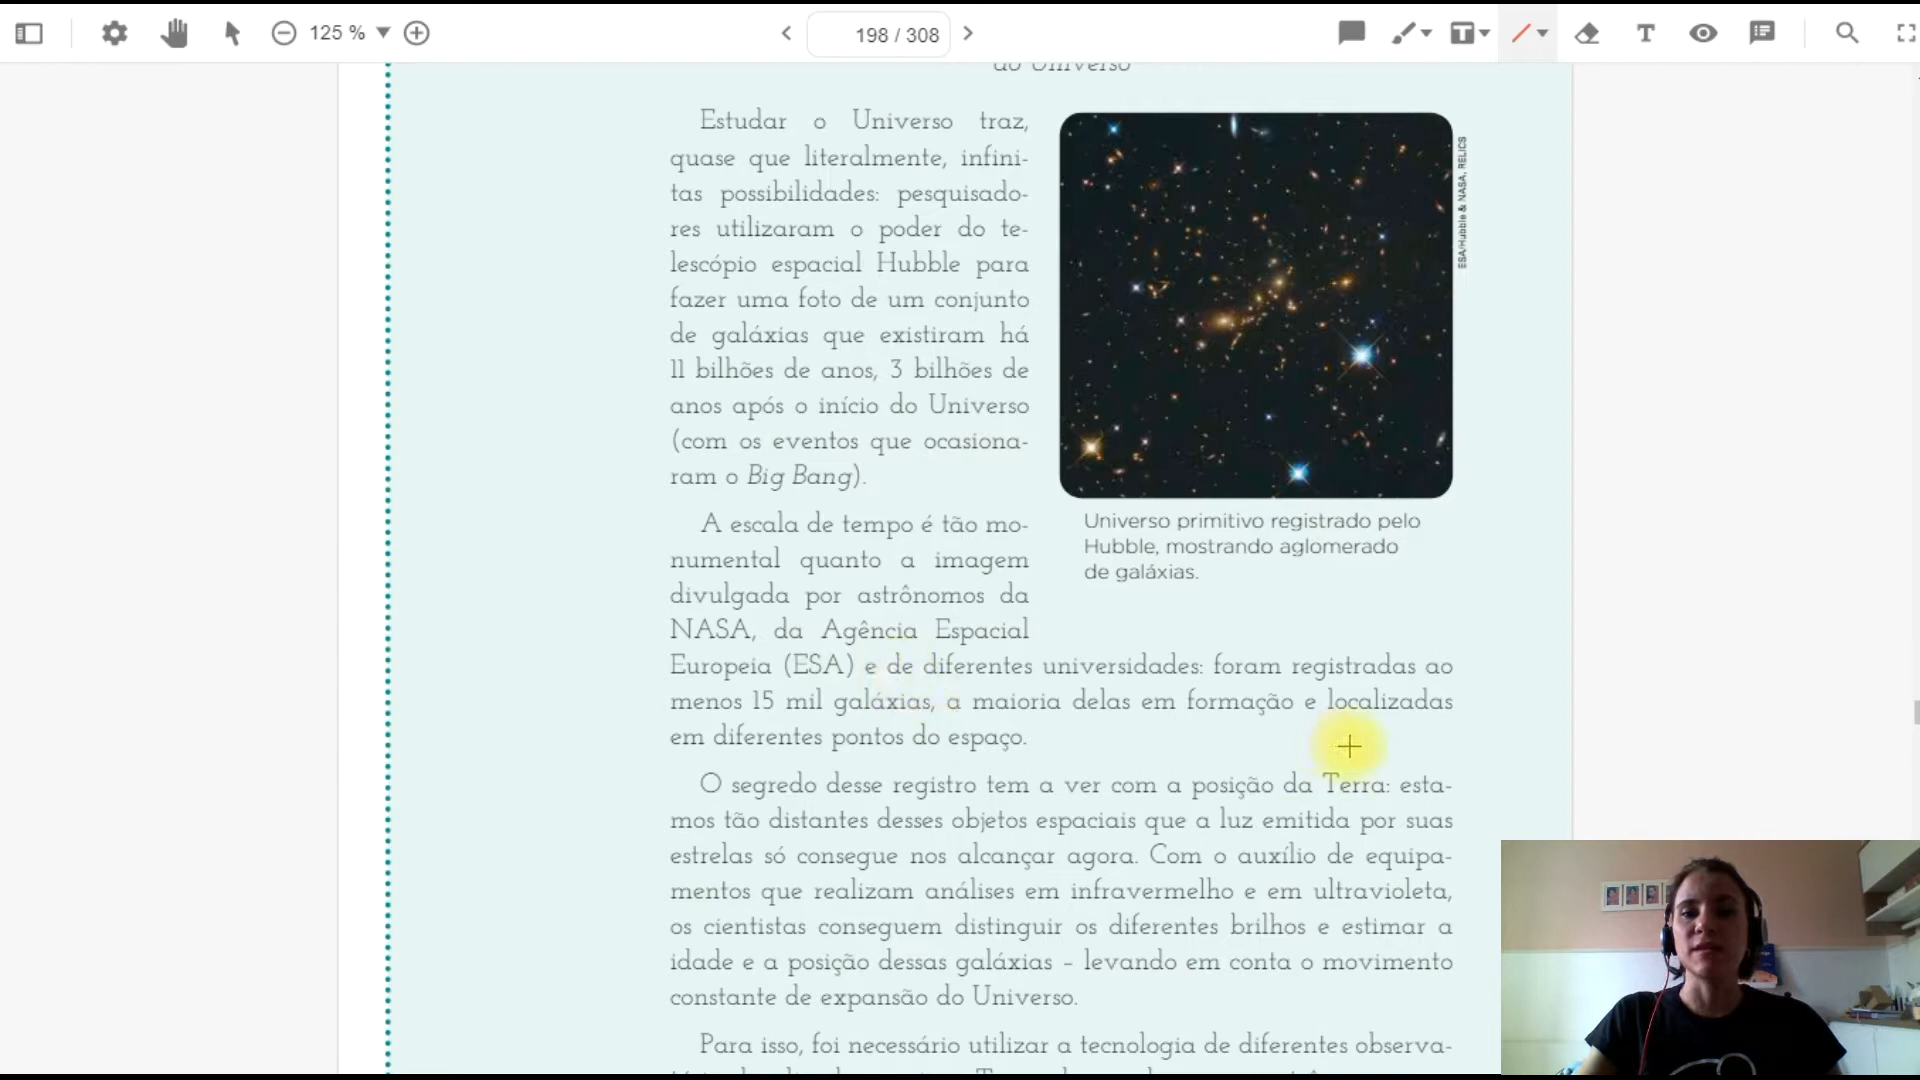 125 %
198 / 308
do Universo
Estudar o Universo traz,
quase que literalmente, infini-
tas possibilidades: pesquisado-
res utilizaram o poder do te-
lescópio espacial Hubble para
fazer uma foto de um conjunto
de galáxias que existiram há
11 bilhões de anos, 3 bilhões de
anos após o início do Universo
(com os eventos que ocasiona-
ram o Big Bang).
ESA/Hubble & NASA, RELICS
Universo primitivo registrado pelo
Hubble, mostrando aglomerado
de galáxias.
A escala de tempo é tão mo-
numental quanto a imagem
divulgada por astrônomos da
NASA, da Agência Espacial
Europeia (ESA) e de diferentes universidades: foram registradas ao
menos 15 mil galáxias, a maioria delas em formação e localizadas
em diferentes pontos do espaço.
O segredo desse registro tem a ver com a posição da Terra: esta-
mos tão distantes desses objetos espaciais que a luz emitida por suas
estrelas só consegue nos alcançar agora. Com o auxílio de equipa-
mentos que realizam análises em infravermelho e em ultravioleta,
os cientistas conseguem distinguir os diferentes brilhos e estimar a
idade e a posição dessas galáxias – levando em conta o movimento
constante de expansão do Universo.
Para isso, foi necessário utilizar a tecnologia de diferentes observa-